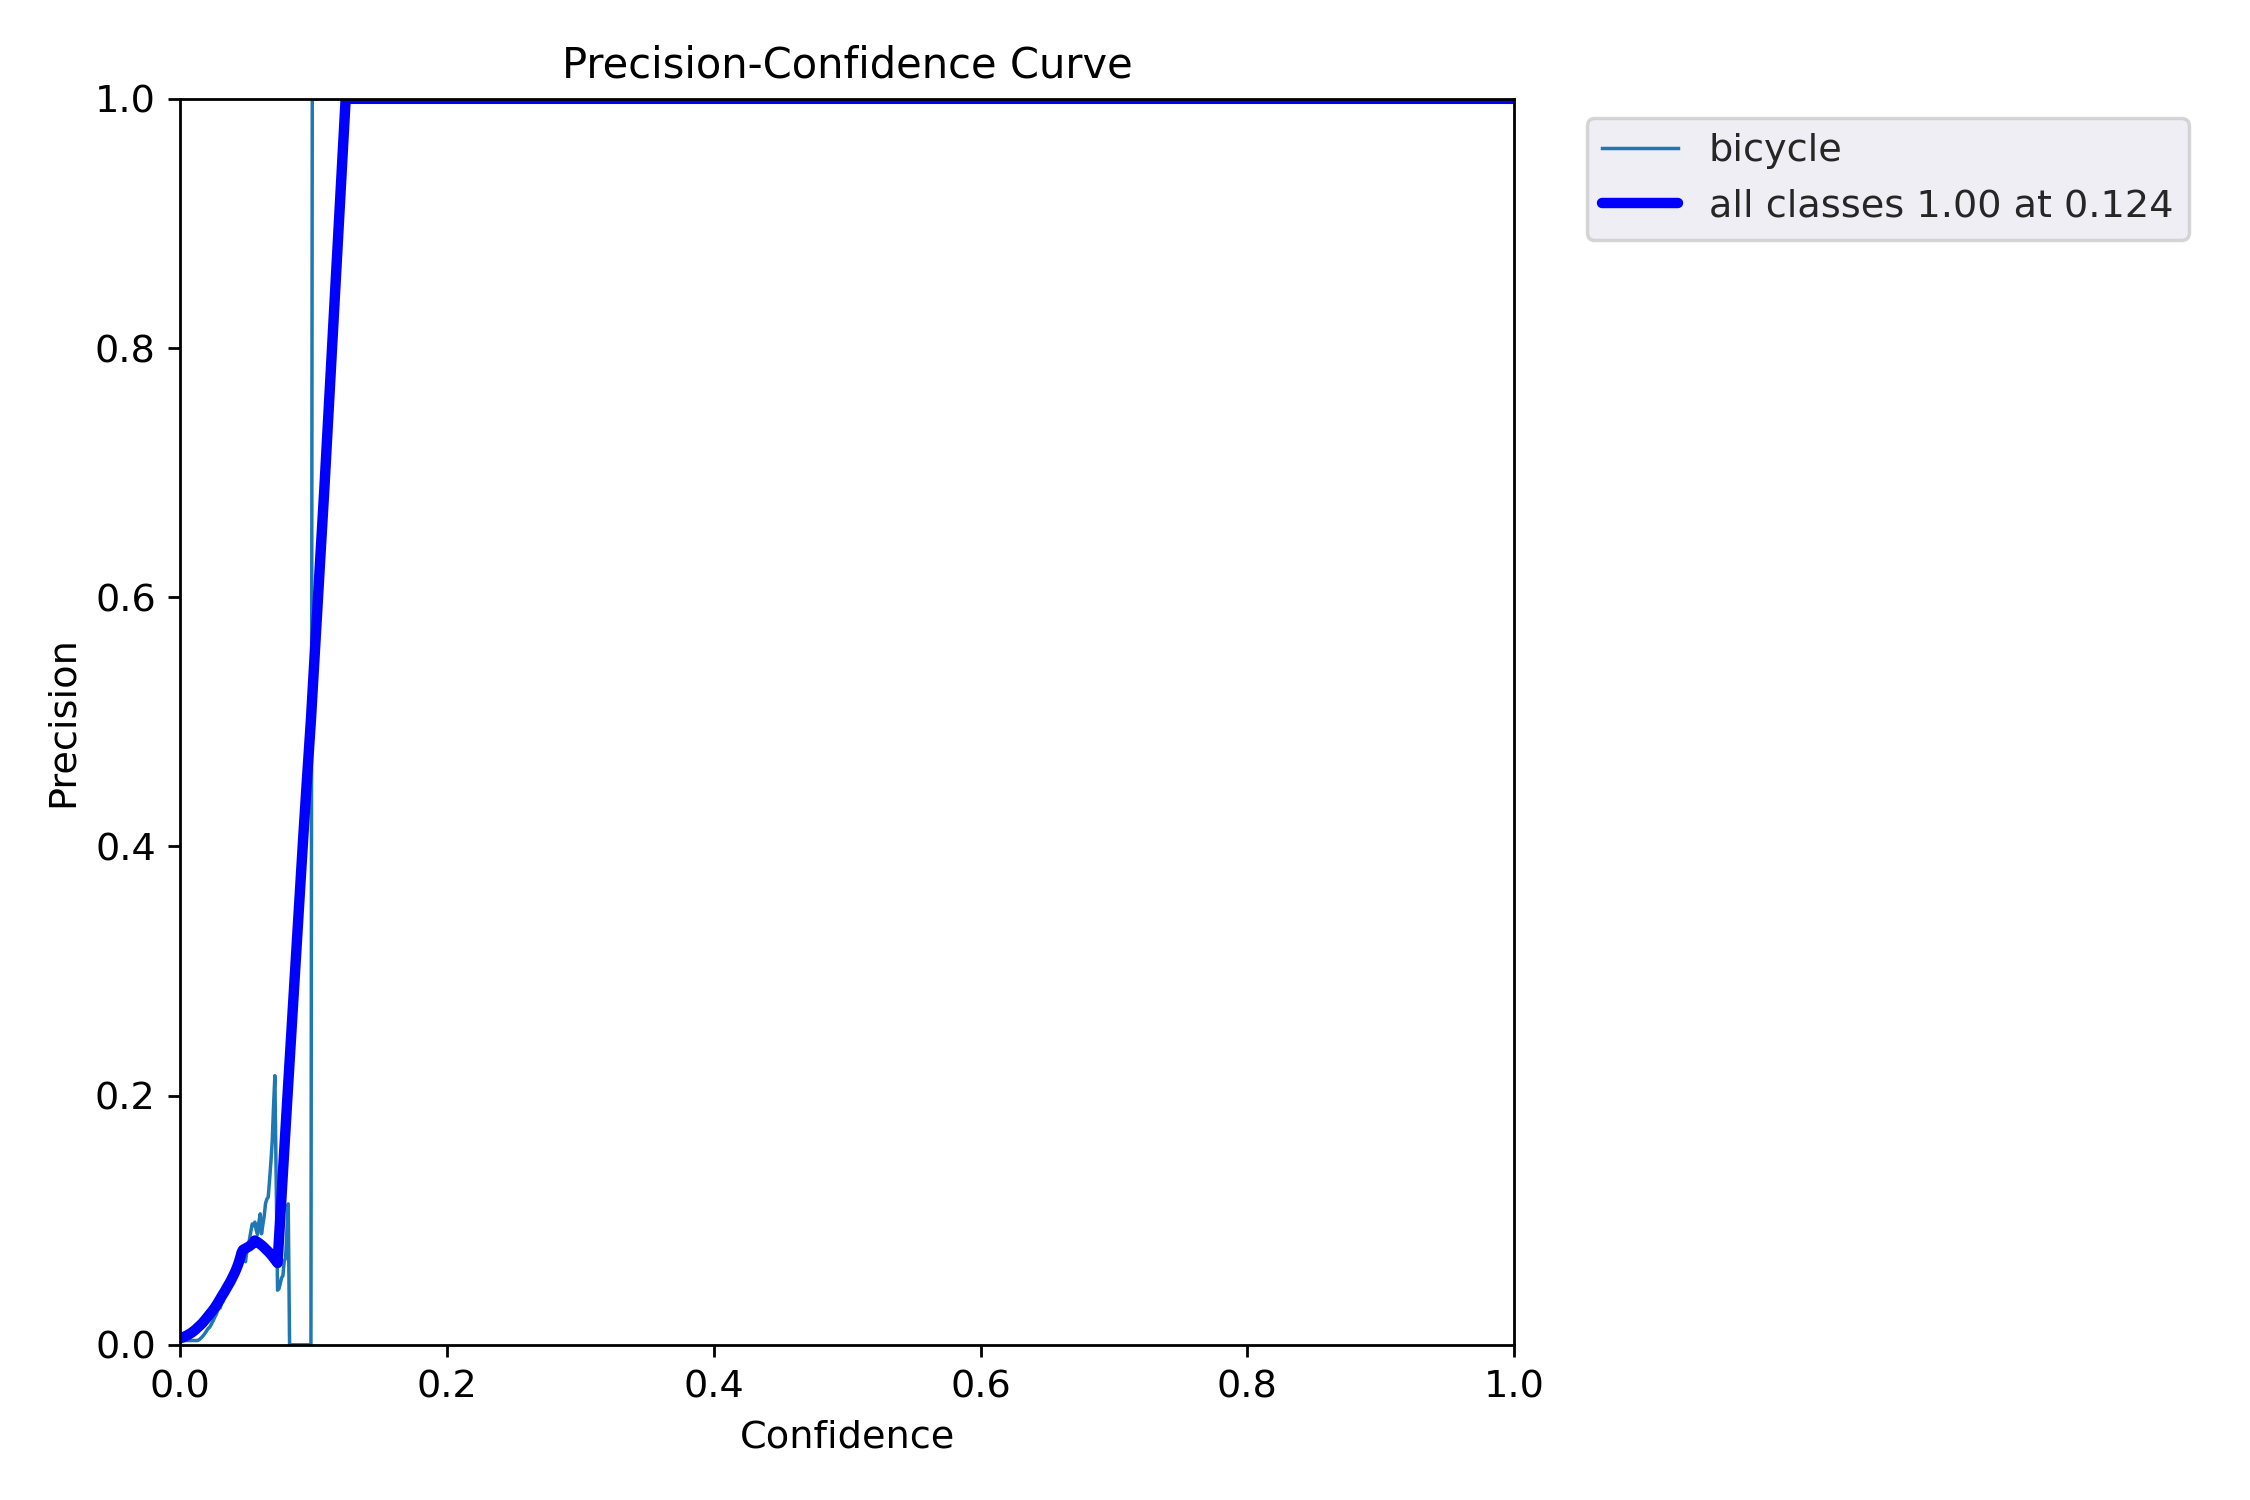 Precision-Confidence Curve
1.0
0.8
0.6
0.4
0.2
0.0
Precision
0.0 0.2 0.4 0.6 0.8 1.0
Confidence
bicycle
all classes 1.00 at 0.124